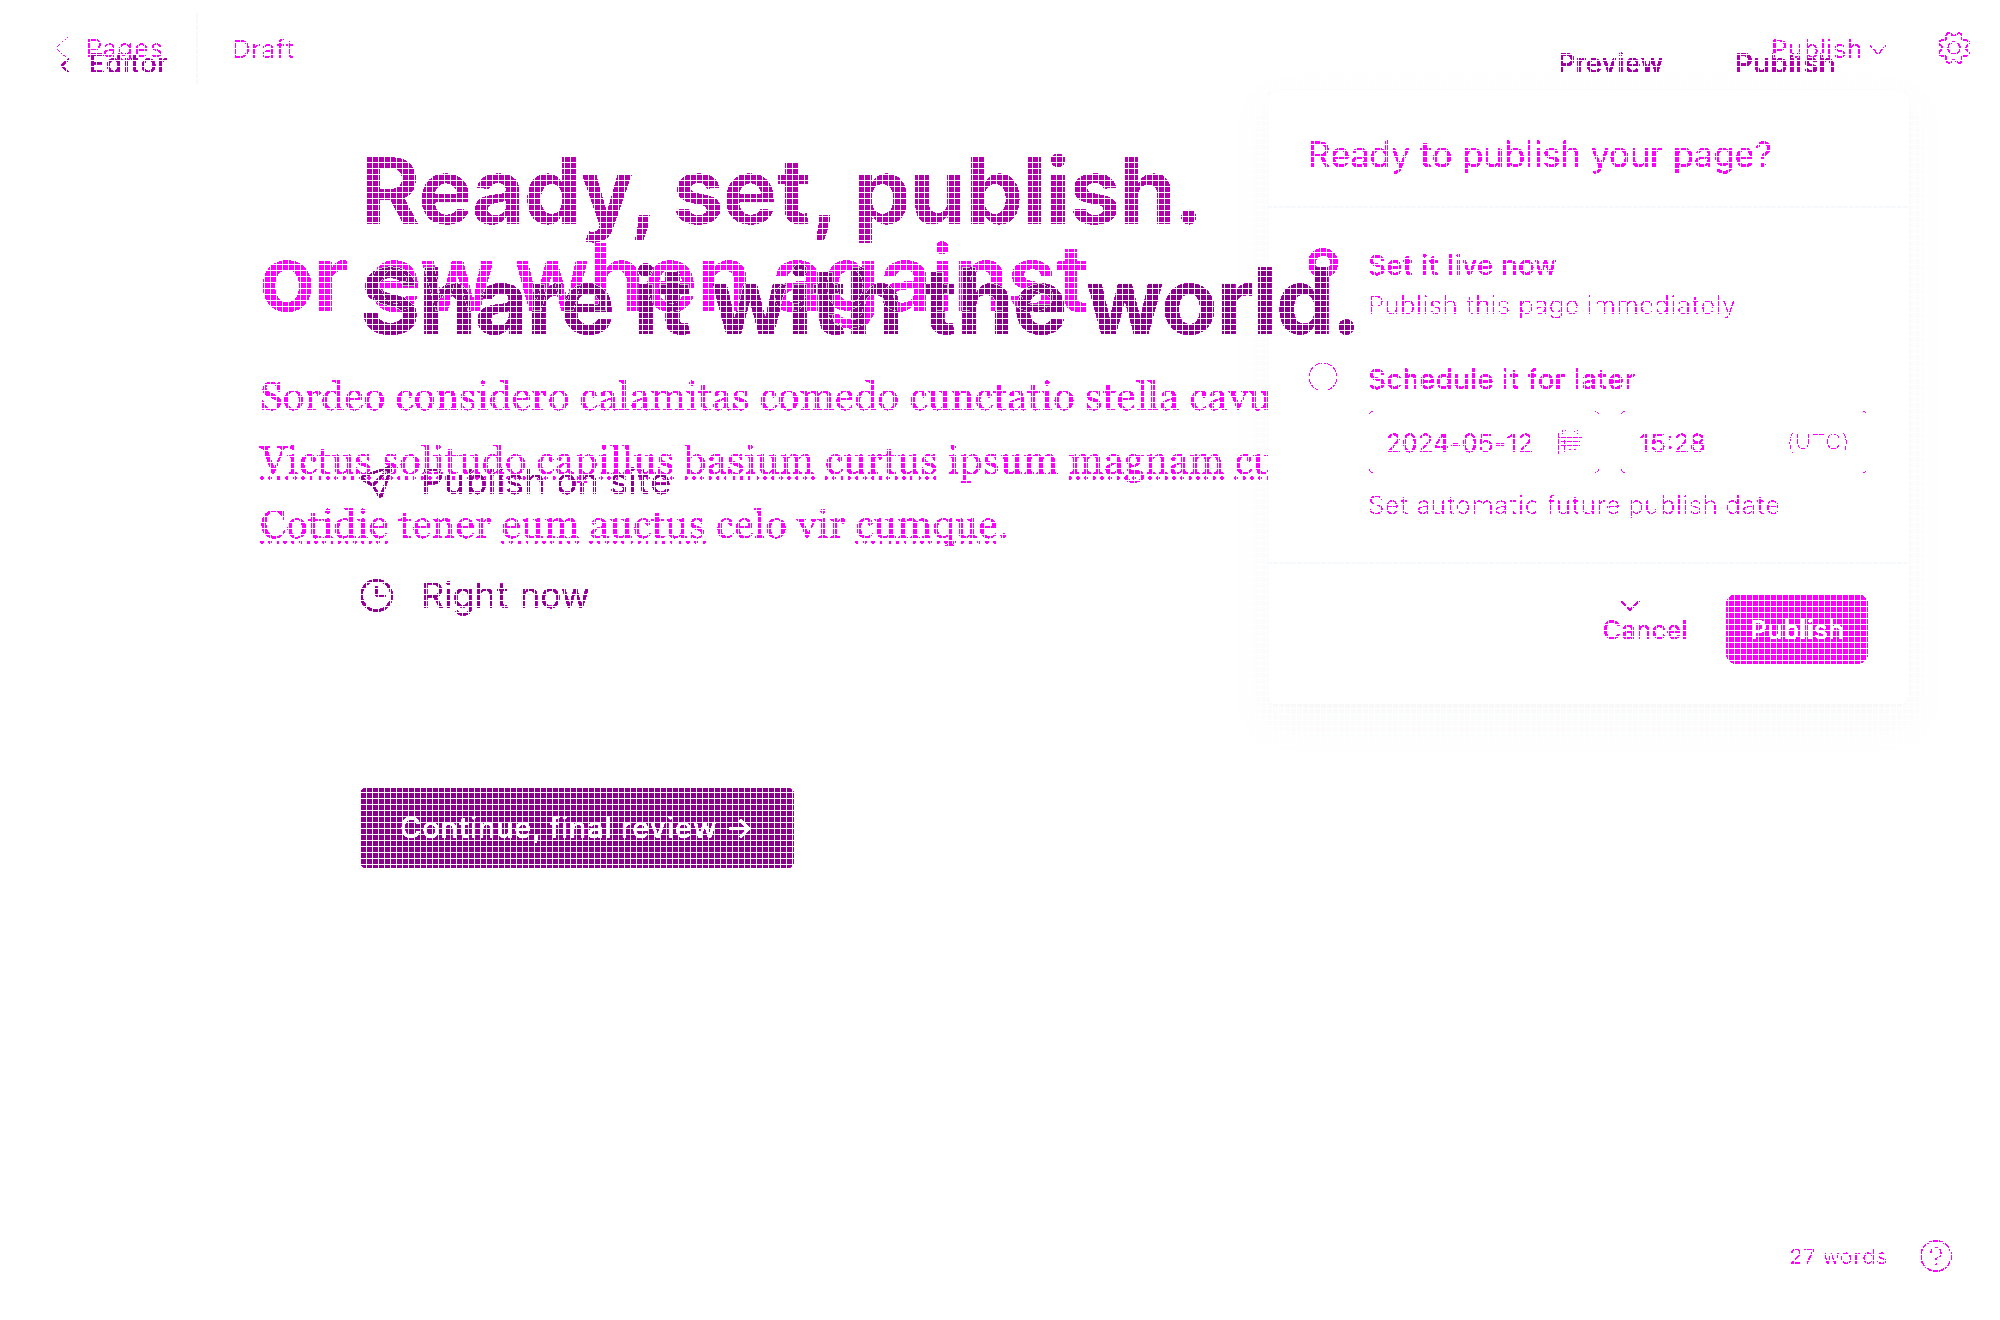 Pages
Draft
Publish
Editor
Preview
Publish
Ready, set, publish.
Share it with the world.
or ew when against
Sordeo considero calamitas comedo cunctatio stella cavu
Victus solitudo capillus basium curtus ipsum magnam cu
Cotidie tener eum auctus celo vir cumque.
Publish on site
Right now
Continue, final review →
Ready to publish your page?
Set it live now
Publish this page immediately
Schedule it for later
2024-05-12
15:28
(UTC)
Set automatic future publish date
Cancel
Publish
27 words
?